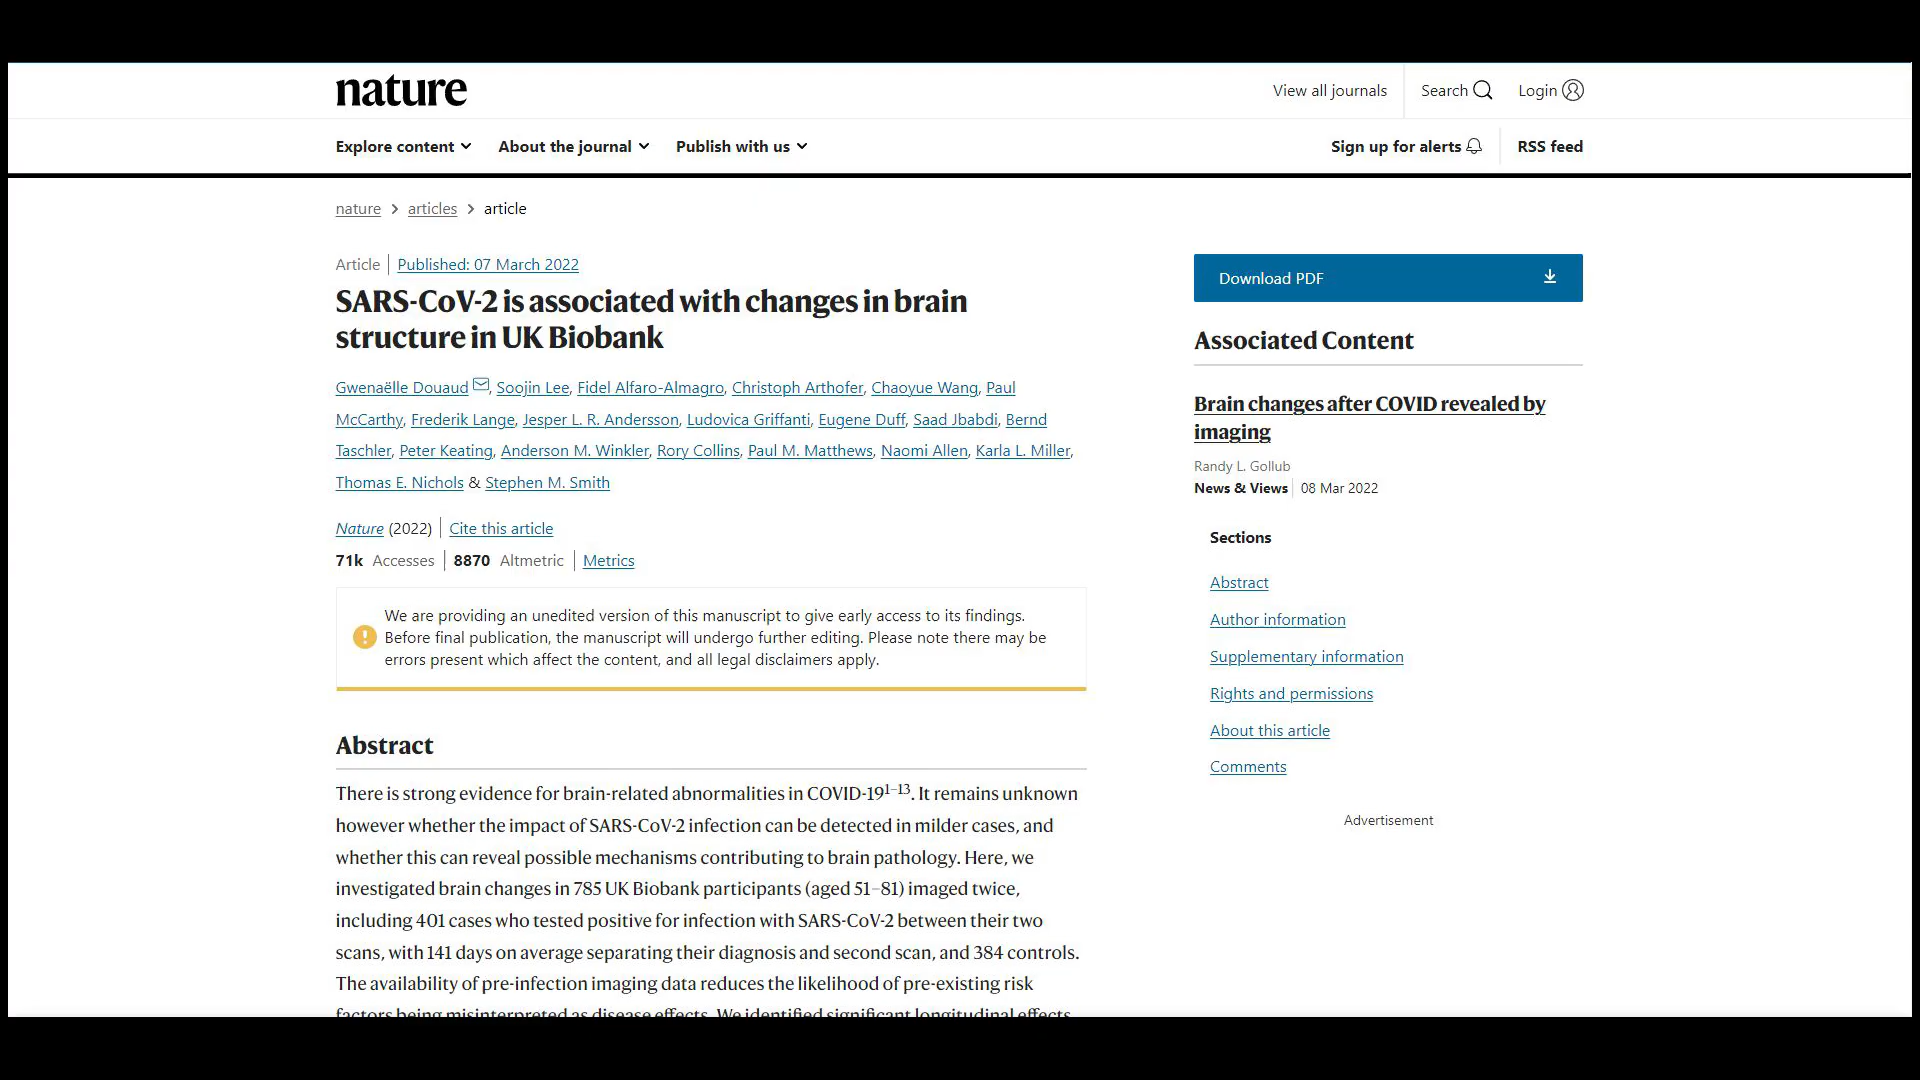 nature
View all journals
Search
Login
Explore content
About the journal
Publish with us
Sign up for alerts
RSS feed
nature > articles > article
Article | Published: 07 March 2022
SARS-CoV-2 is associated with changes in brain
structure in UK Biobank
Gwenaëlle Douaud, Soojin Lee, Fidel Alfaro-Almagro, Christoph Arthofer, Chaoyue Wang, Paul
McCarthy, Frederik Lange, Jesper L. R. Andersson, Ludovica Griffanti, Eugene Duff, Saad Jbabdi, Bernd
Taschler, Peter Keating, Anderson M. Winkler, Rory Collins, Paul M. Matthews, Naomi Allen, Karla L. Miller,
Thomas E. Nichols & Stephen M. Smith
Nature (2022) | Cite this article
71k Accesses | 8870 Altmetric | Metrics
We are providing an unedited version of this manuscript to give early access to its findings.
Before final publication, the manuscript will undergo further editing. Please note there may be
errors present which affect the content, and all legal disclaimers apply.
Abstract
There is strong evidence for brain-related abnormalities in COVID-19¹⁻¹³. It remains unknown
however whether the impact of SARS-CoV-2 infection can be detected in milder cases, and
whether this can reveal possible mechanisms contributing to brain pathology. Here, we
investigated brain changes in 785 UK Biobank participants (aged 51–81) imaged twice,
including 401 cases who tested positive for infection with SARS-CoV-2 between their two
scans, with 141 days on average separating their diagnosis and second scan, and 384 controls.
The availability of pre-infection imaging data reduces the likelihood of pre-existing risk
factors being misinterpreted as disease effects. We identified significant longitudinal effects
Download PDF
Associated Content
Brain changes after COVID revealed by
imaging
Randy L. Gollub
News & Views | 08 Mar 2022
Sections
Abstract
Author information
Supplementary information
Rights and permissions
About this article
Comments
Advertisement